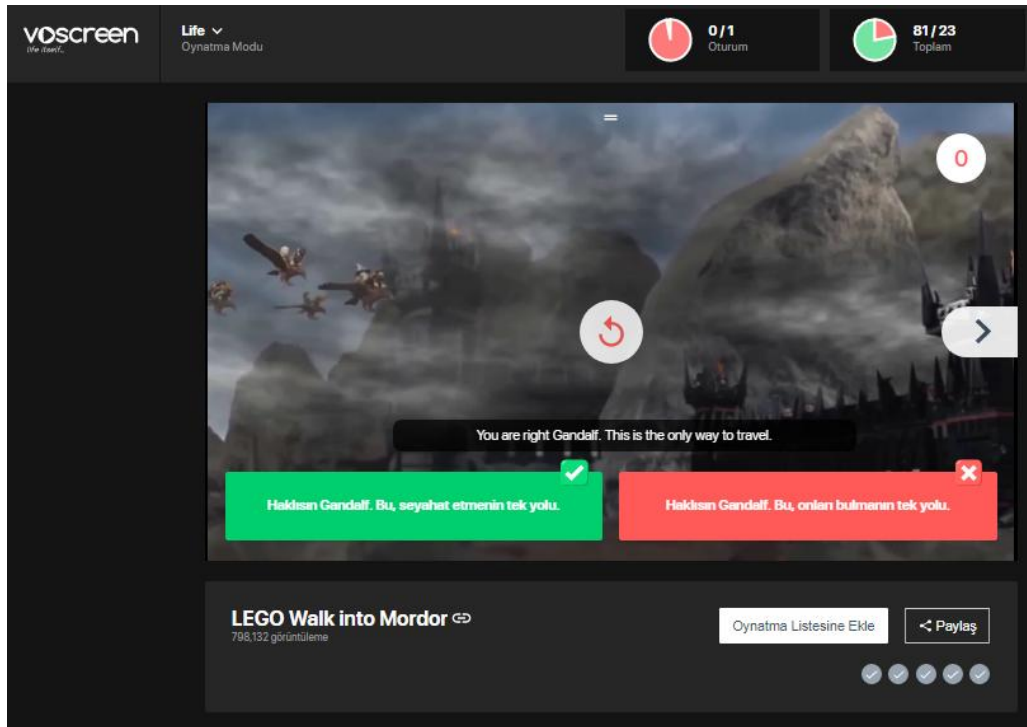 voscreen
life itself..
Life
Oynatma Modu
0/1
Oturum
81/23
Toplam
0
You are right Gandalf. This is the only way to travel.
Haklısın Gandalf. Bu, seyahat etmenin tek yolu.
Haklısın Gandalf. Bu, onları bulmanın tek yolu.
LEGO Walk into Mordor
798,132 görüntüleme
Oynatma Listesine Ekle
Paylaş